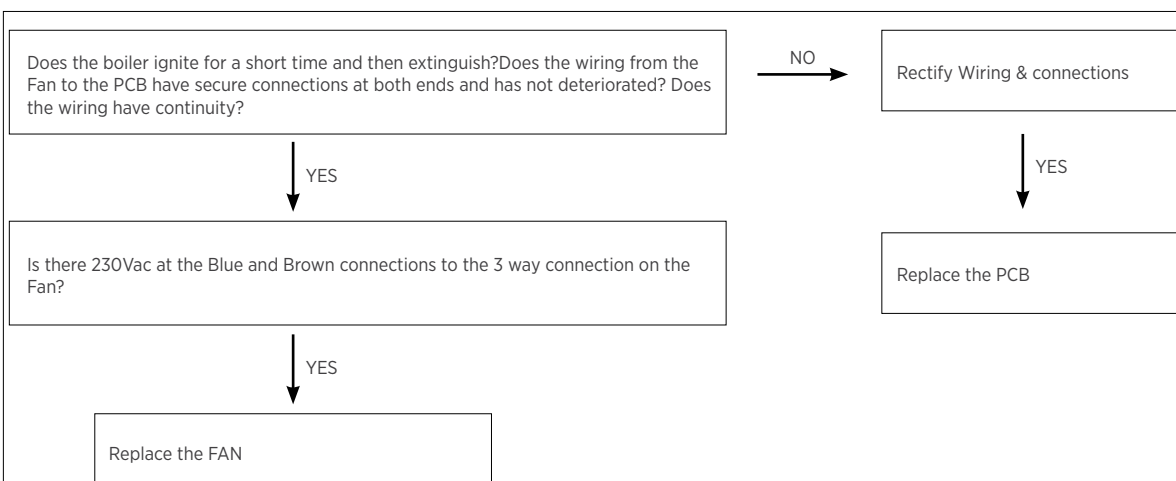 Does the boiler ignite for a short time and then extinguish?Does the wiring from the
Fan to the PCB have secure connections at both ends and has not deteriorated? Does
the wiring have continuity?
NO
Rectify Wiring & connections
YES
YES
Is there 230Vac at the Blue and Brown connections to the 3 way connection on the
Fan?
Replace the PCB
YES
Replace the FAN